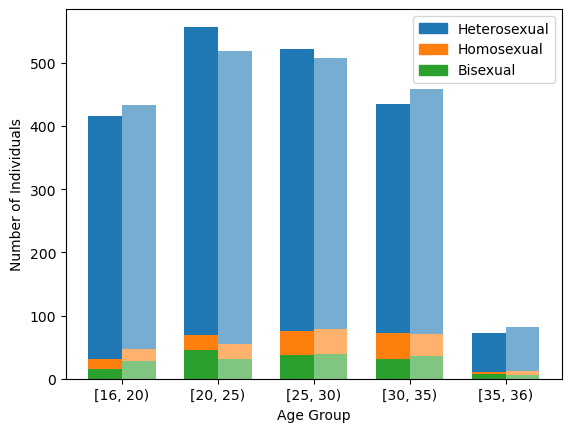 Heterosexual
Homosexual
Bisexual
Number of Individuals
500
400
300
200
100
0
[16, 20)
[20, 25)
[25, 30)
[30, 35)
[35, 36)
Age Group